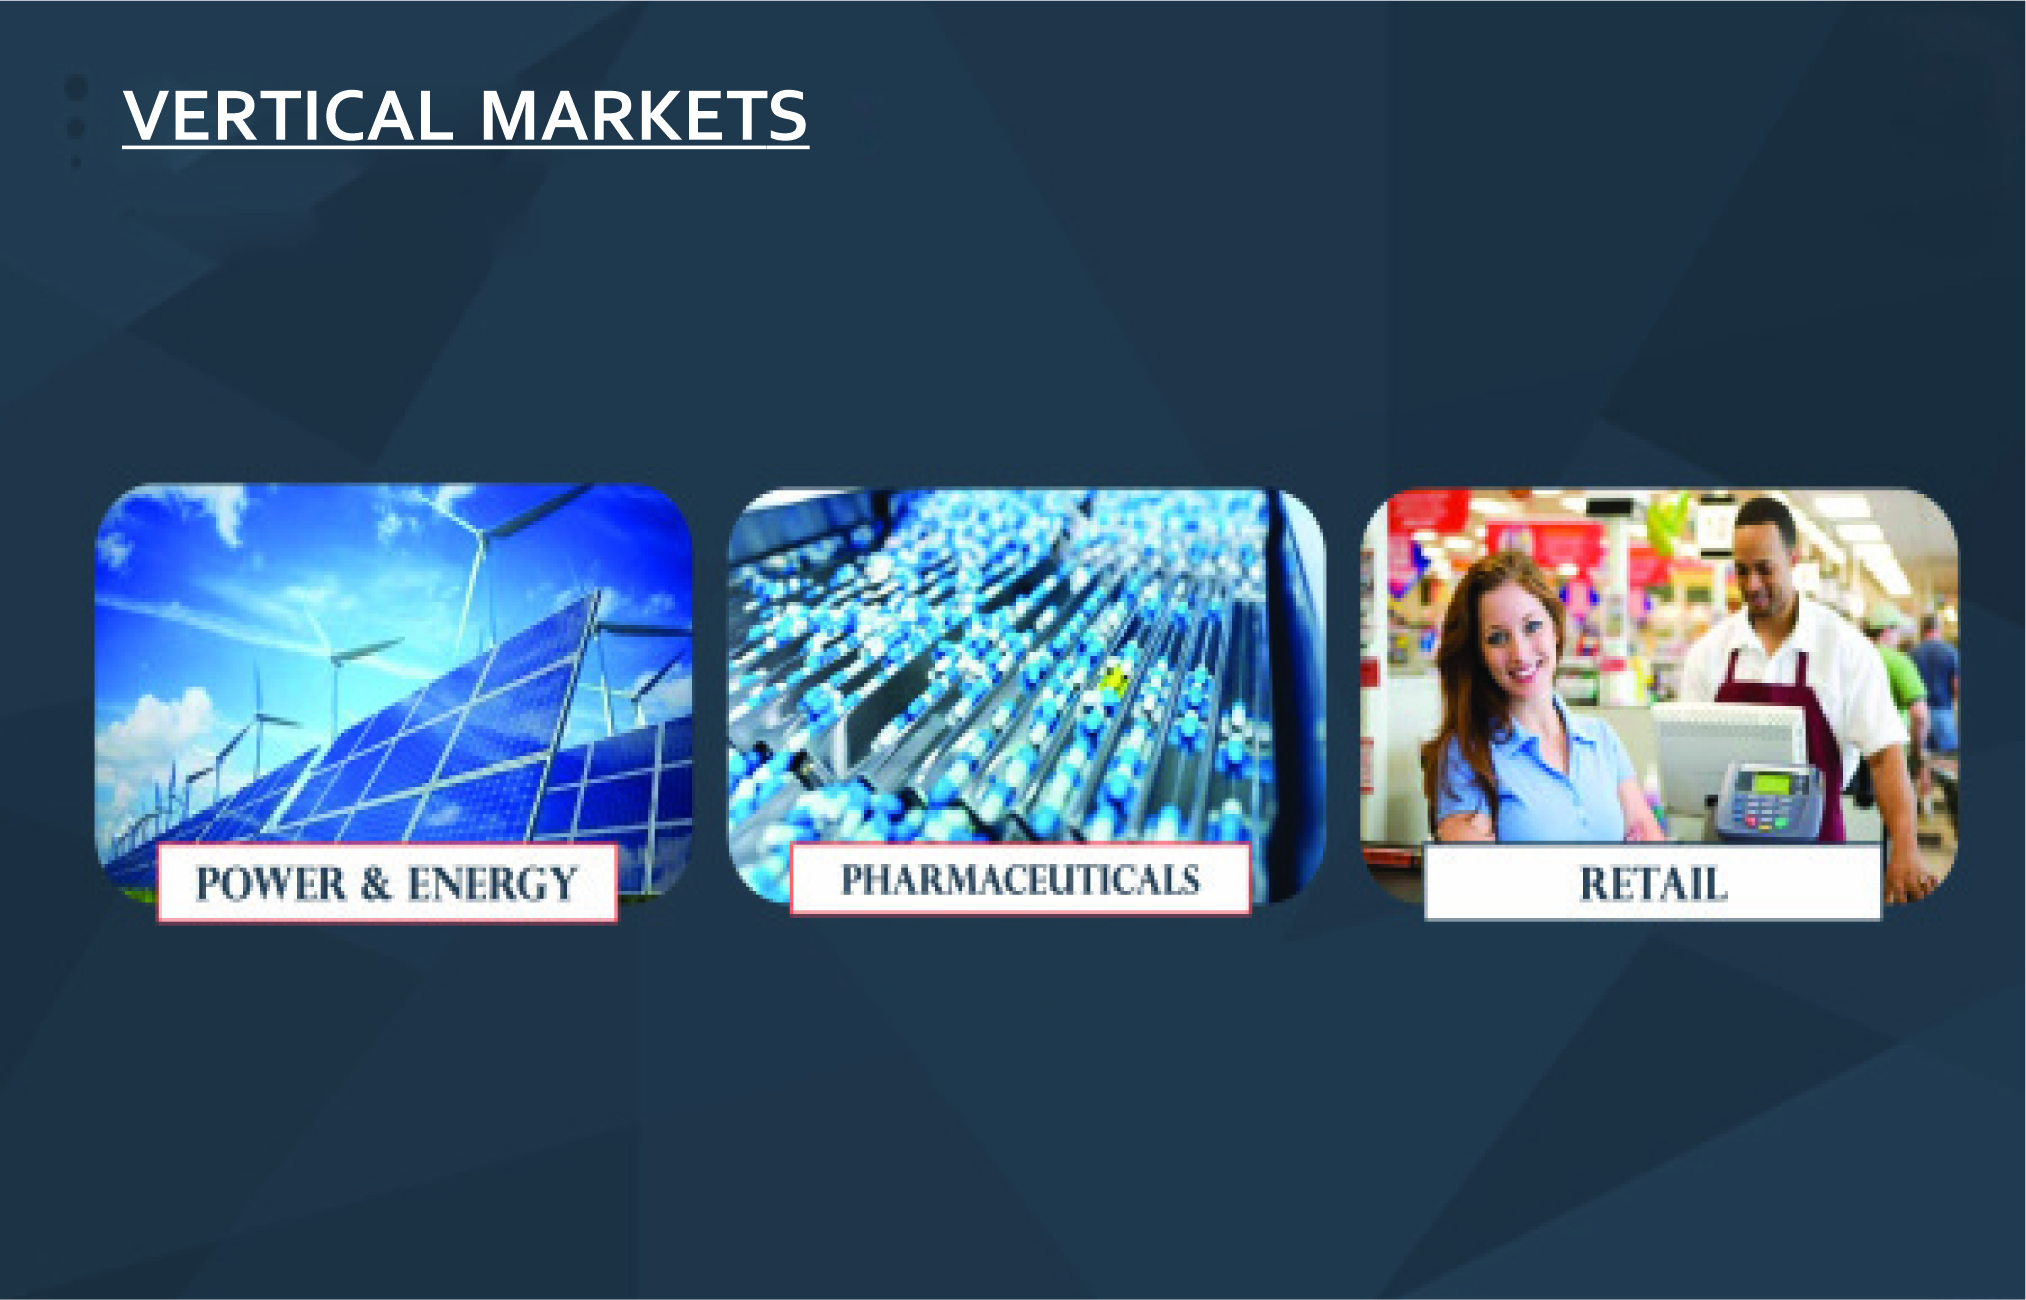 VERTICAL MARKETS
POWER & ENERGY
PHARMACEUTICALS
RETAIL